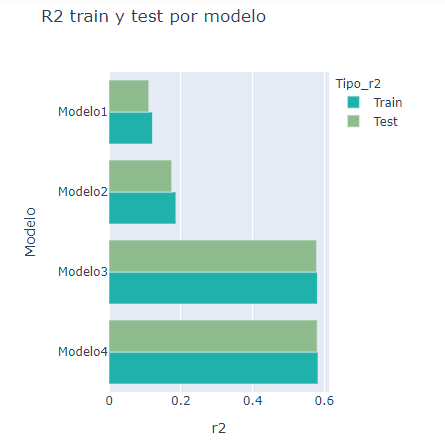 R2 train y test por modelo
Tipo_r2
Train
Test
Modelo1
Modelo2
Modelo3
Modelo4
Modelo
0
0.2
0.4
0.6
r2